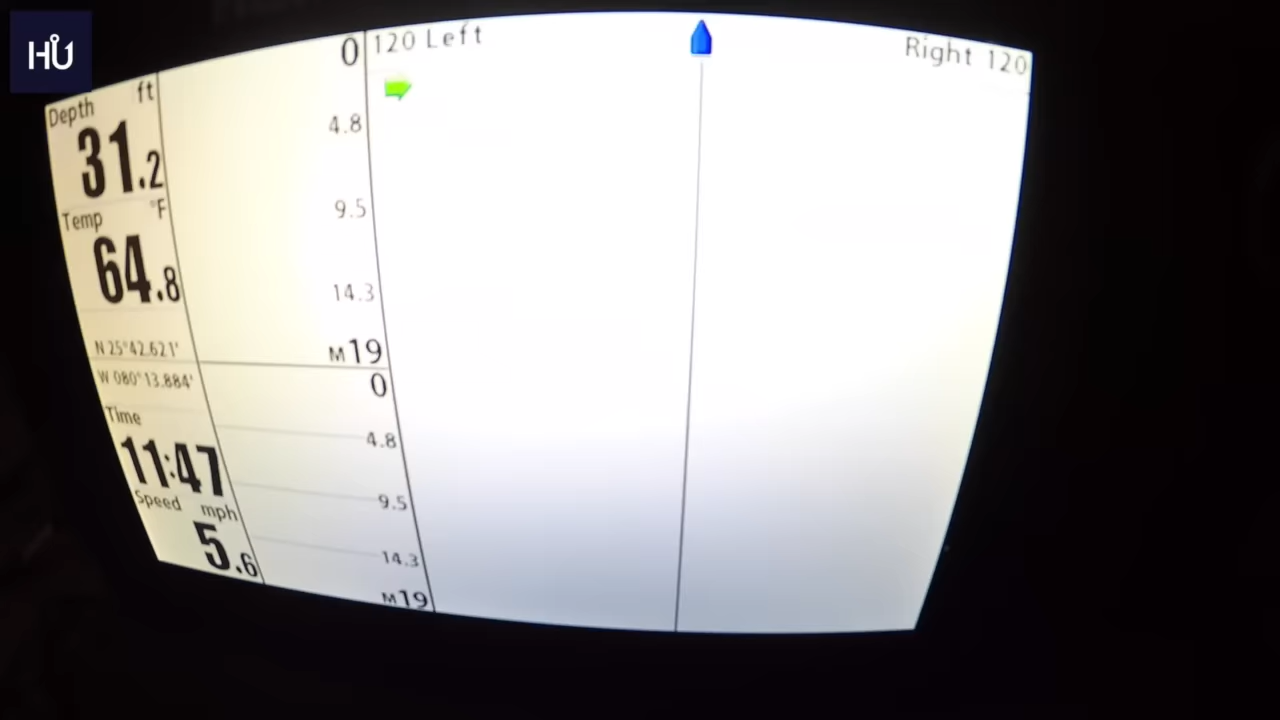 HU
Depth ft
31.2
Temp °F
64.8
N 25°42.621'
W 080°13.884'
Time
11:47
Speed mph
5.6
0
4.8
9.5
14.3
M19
0
4.8
9.5
14.3
M19
120 Left
Right 120